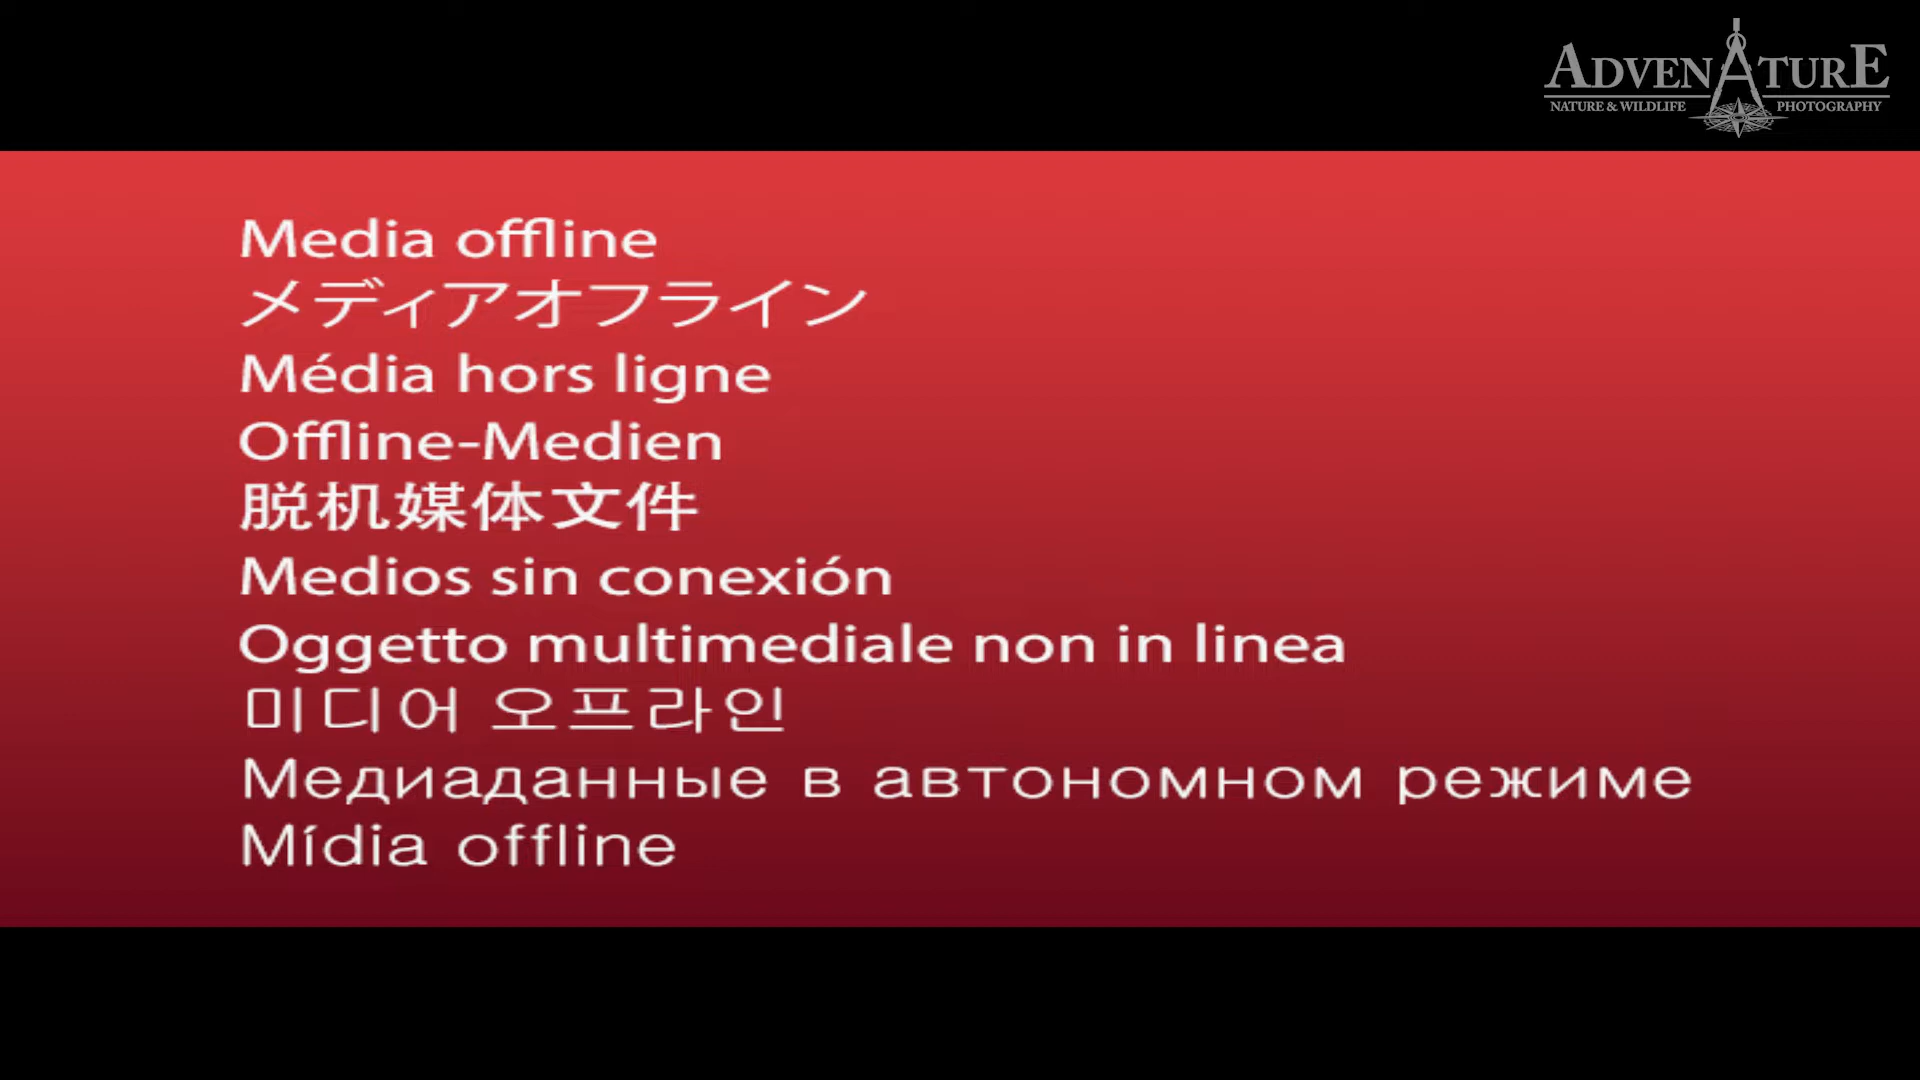 ADVENATURE
NATURE & WILDLIFE PHOTOGRAPHY
Media offline
メディアオフライン
Média hors ligne
Offline-Medien
脱机媒体文件
Medios sin conexión
Oggetto multimediale non in linea
미디어 오프라인
Медиаданные в автономном режиме
Mídia offline